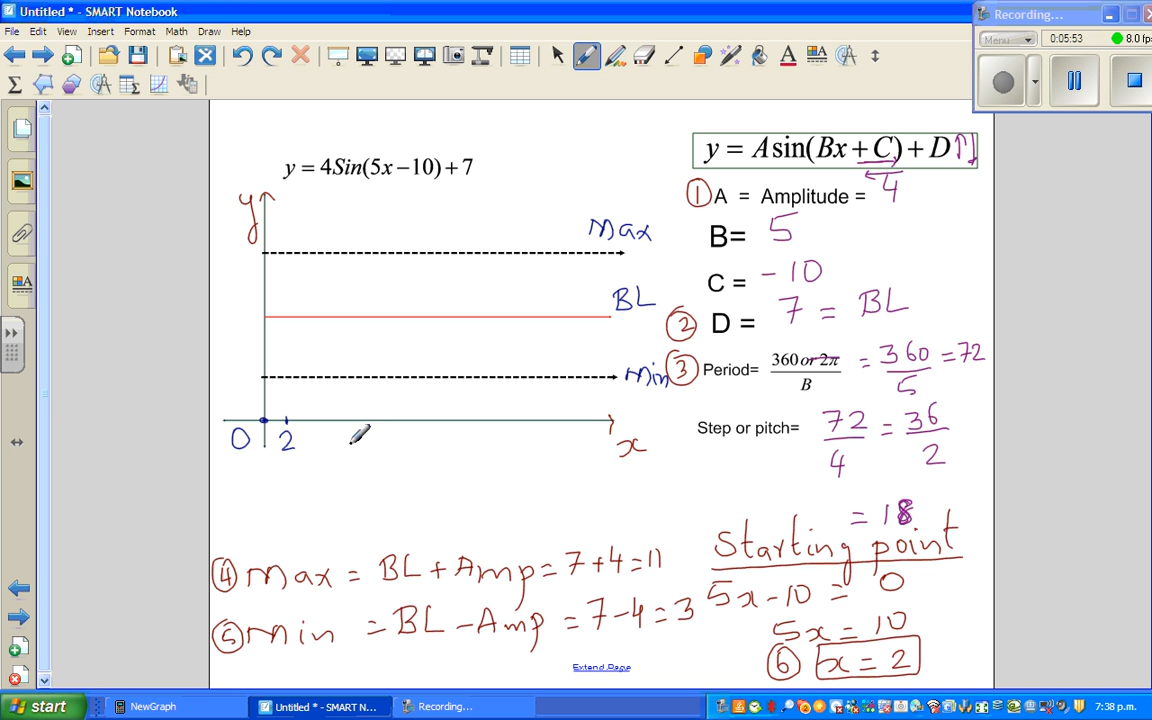 Untitled * - SMART Notebook
Recording...
File Edit View Insert Format Math Draw Help
Menu
0:05:53
8.0 fp
y = 4Sin(5x−10)+7
y = Asin(Bx + C) + D ↑↓
y
① A = Amplitude = 4
Max
B= 5
C = -10
BL
② D = 7 = BL
Min
③ Period= 360 or 2π / B = 360/5 = 72
Step or pitch= 72/4 = 36/2
0 2
x
= 18
Starting point
④ Max = BL + Amp = 7+4 = 11
5x - 10 = 0
⑤ Min = BL - Amp = 7-4 = 3
5x = 10
⑥ x = 2
Extend Page
start
NewGraph
Untitled * - SMART N...
Recording...
7:38 p.m.